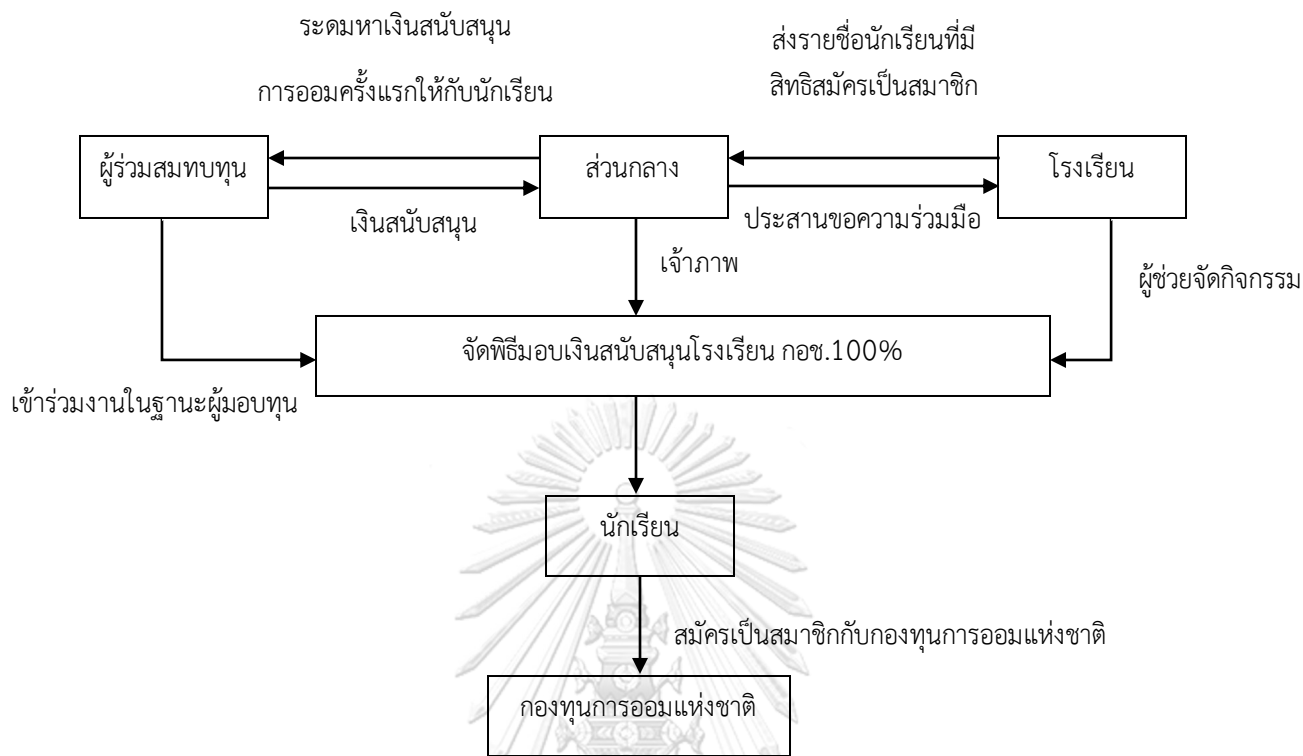 ระดมหาเงินสนับสนุน
การออมครั้งแรกให้กับนักเรียน
ส่งรายชื่อนักเรียนที่มี
สิทธิสมัครเป็นสมาชิก
ผู้ร่วมสมทบทุน
ส่วนกลาง
โรงเรียน
เงินสนับสนุน
ประสานขอความร่วมมือ
เจ้าภาพ
ผู้ช่วยจัดกิจกรรม
จัดพิธีมอบเงินสนับสนุนโรงเรียน กอช.100%
เข้าร่วมงานในฐานะผู้มอบทุน
นักเรียน
สมัครเป็นสมาชิกกับกองทุนการออมแห่งชาติ
กองทุนการออมแห่งชาติ